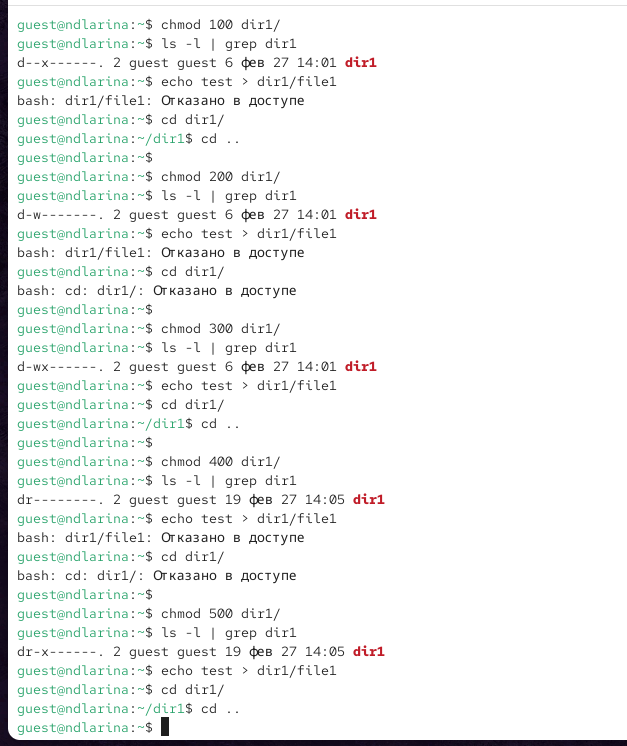 guest@ndlarina:~$ chmod 100 dir1/
guest@ndlarina:~$ ls -l | grep dir1
d--x------. 2 guest guest 6 фев 27 14:01 dir1
guest@ndlarina:~$ echo test > dir1/file1
bash: dir1/file1: Отказано в доступе
guest@ndlarina:~$ cd dir1/
guest@ndlarina:~/dir1$ cd ..
guest@ndlarina:~$
guest@ndlarina:~$ chmod 200 dir1/
guest@ndlarina:~$ ls -l | grep dir1
d-w-------. 2 guest guest 6 фев 27 14:01 dir1
guest@ndlarina:~$ echo test > dir1/file1
bash: dir1/file1: Отказано в доступе
guest@ndlarina:~$ cd dir1/
bash: cd: dir1/: Отказано в доступе
guest@ndlarina:~$
guest@ndlarina:~$ chmod 300 dir1/
guest@ndlarina:~$ ls -l | grep dir1
d-wx------. 2 guest guest 6 фев 27 14:01 dir1
guest@ndlarina:~$ echo test > dir1/file1
guest@ndlarina:~$ cd dir1/
guest@ndlarina:~/dir1$ cd ..
guest@ndlarina:~$
guest@ndlarina:~$ chmod 400 dir1/
guest@ndlarina:~$ ls -l | grep dir1
dr--------. 2 guest guest 19 фев 27 14:05 dir1
guest@ndlarina:~$ echo test > dir1/file1
bash: dir1/file1: Отказано в доступе
guest@ndlarina:~$ cd dir1/
bash: cd: dir1/: Отказано в доступе
guest@ndlarina:~$
guest@ndlarina:~$ chmod 500 dir1/
guest@ndlarina:~$ ls -l | grep dir1
dr-x------. 2 guest guest 19 фев 27 14:05 dir1
guest@ndlarina:~$ echo test > dir1/file1
guest@ndlarina:~$ cd dir1/
guest@ndlarina:~/dir1$ cd ..
guest@ndlarina:~$